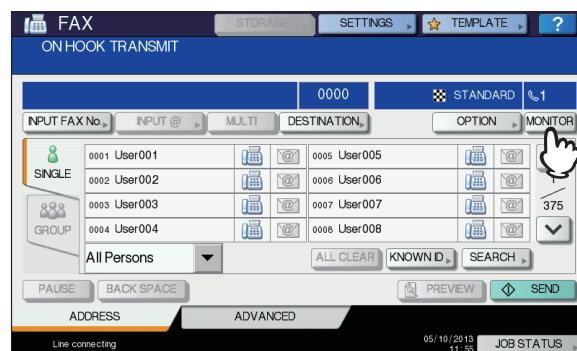 FAX
STORAGE
SETTINGS
TEMPLATE
?
ON HOOK TRANSMIT
0000
STANDARD
1
INPUT FAX No.
INPUT @
MULTI
DESTINATION
OPTION
MONITOR
SINGLE
GROUP
0001 User001
0005 User005
0002 User002
0006 User006
0003 User003
0007 User007
0004 User004
0008 User008
1
375
All Persons
ALL CLEAR
KNOWN ID
SEARCH
PAUSE
BACK SPACE
PREVIEW
SEND
ADDRESS
ADVANCED
Line connecting
05/10/2013
11:55
JOB STATUS